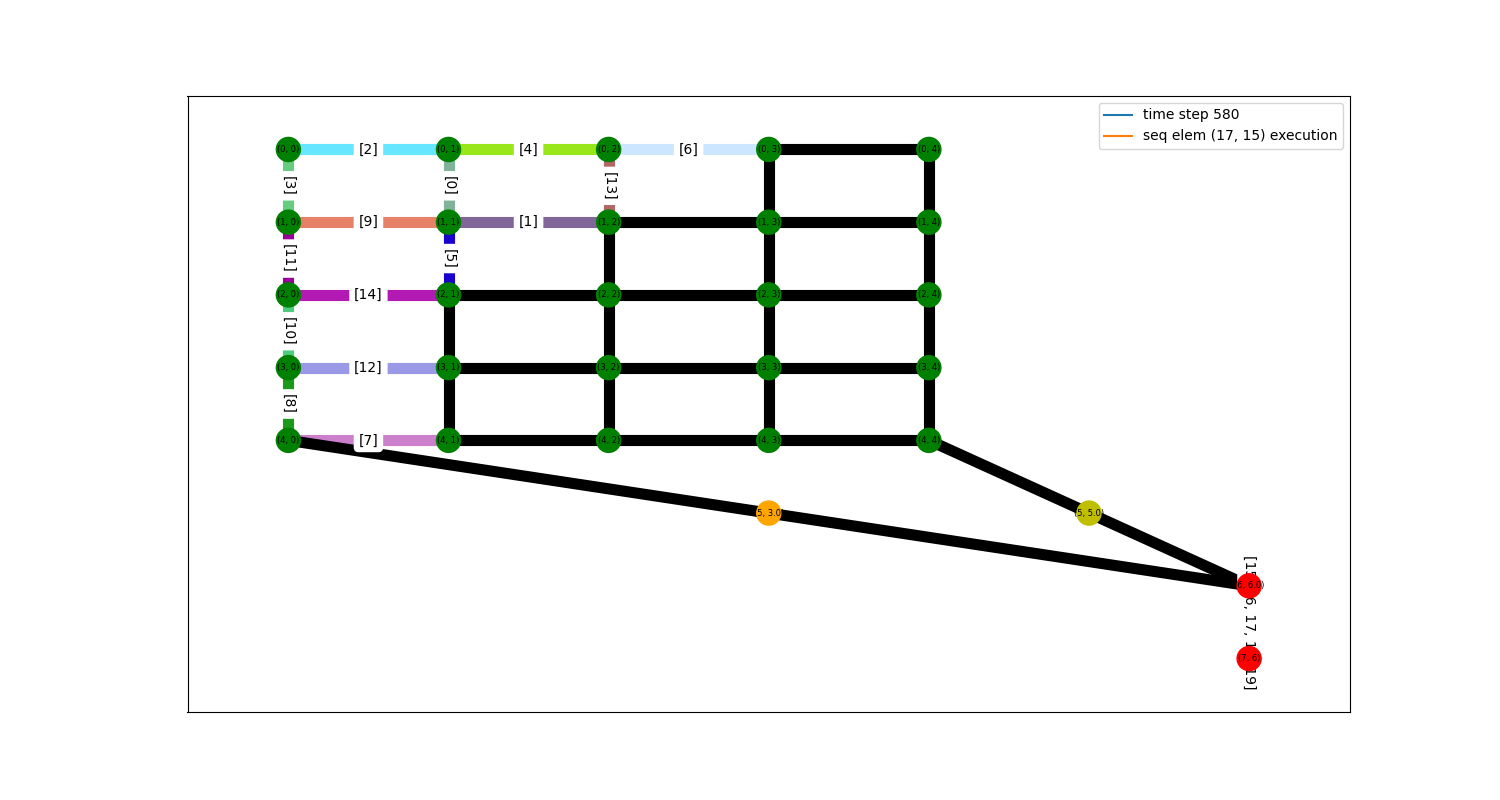 time step 580
seq elem (17, 15) execution
(0, 0) [2] (0, 1) [4] (0, 2) [6] (0, 3) (0, 4)
[3] [0] [13]
(1, 0) [9] (1, 1) [1] (1, 2) (1, 3) (1, 4)
[11] [5]
(2, 0) [14] (2, 1) (2, 2) (2, 3) (2, 4)
[10]
(3, 0) [12] (3, 1) (3, 2) (3, 3) (3, 4)
[8]
(4, 0) [7] (4, 1) (4, 2) (4, 3) (4, 4)
(5, 3.0) (5, 5.0)
(6, 6.0)
17,
19]
(7, 6)